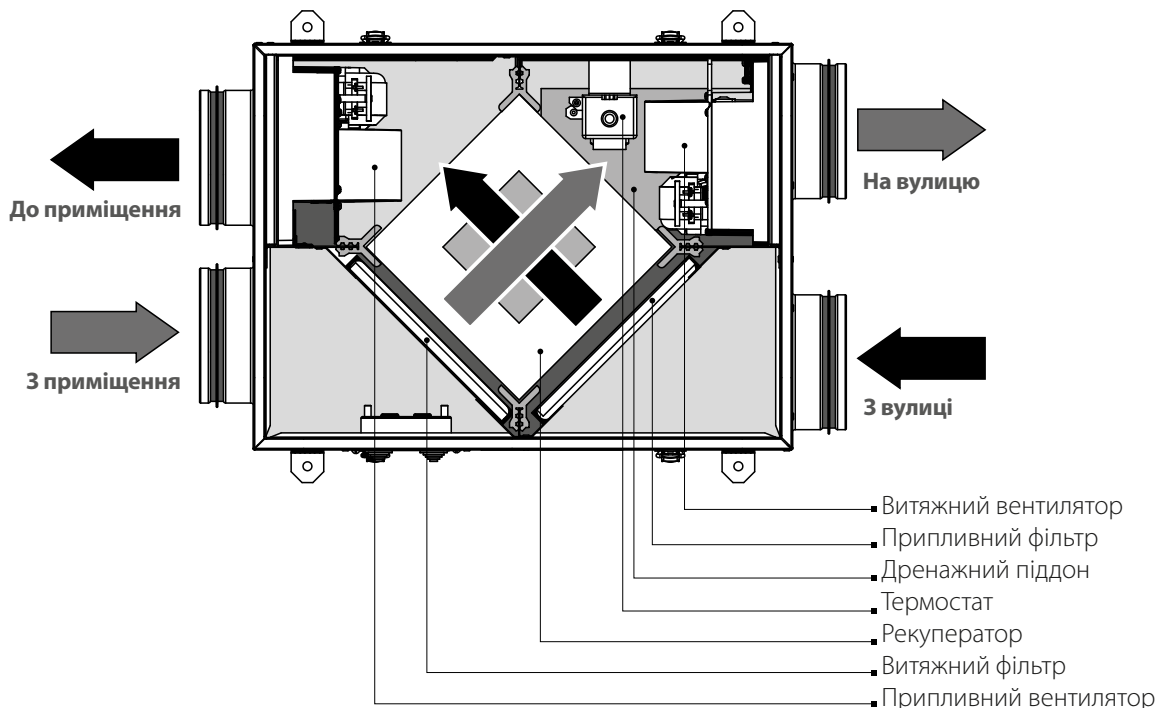 До приміщення
На вулицю
З приміщення
З вулиці
Витяжний вентилятор
Припливний фільтр
Дренажний піддон
Термостат
Рекуператор
Витяжний фільтр
Припливний вентилятор